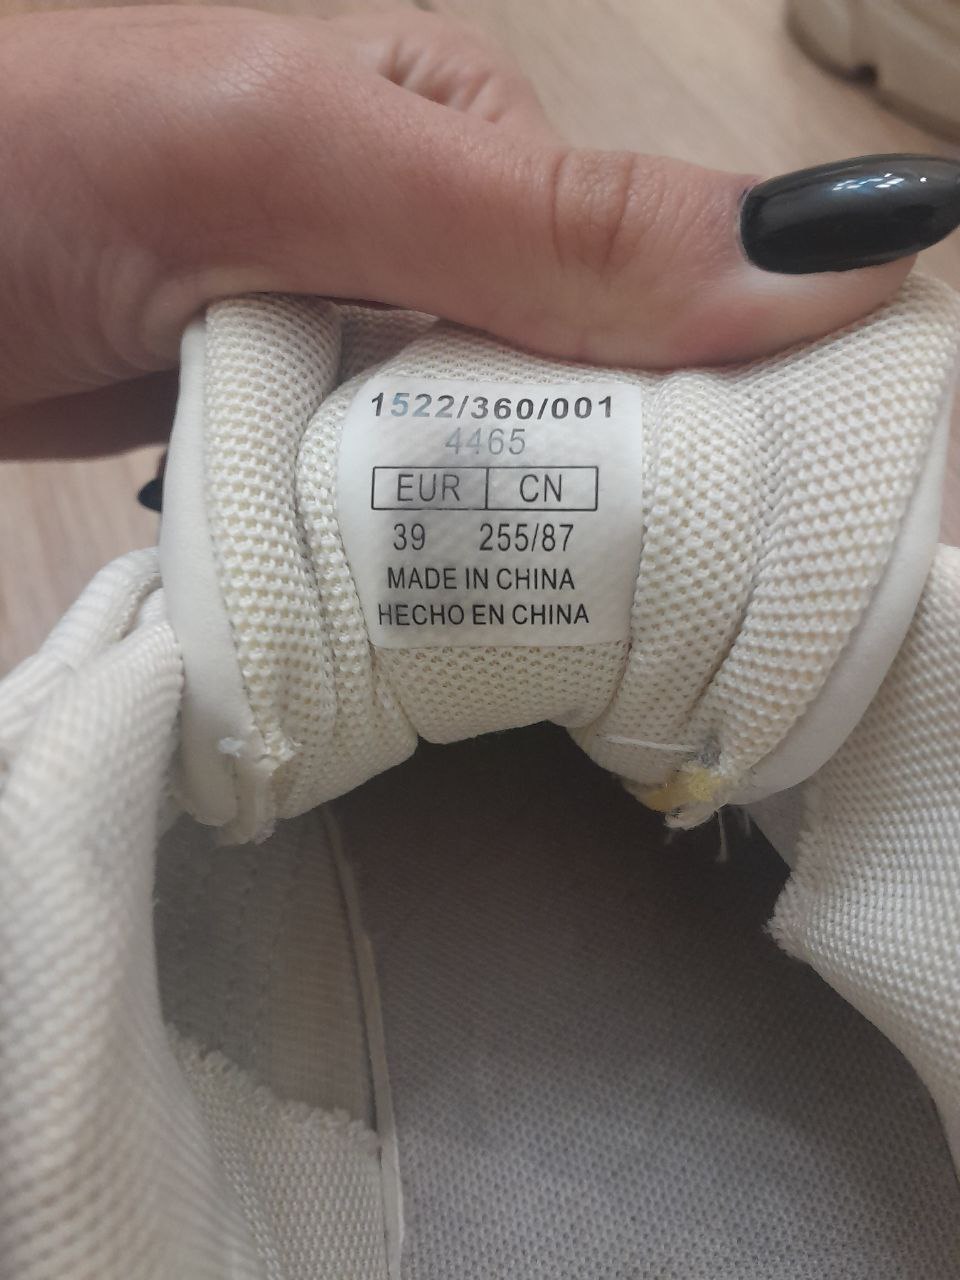 1522/360/001
4465
EUR CN
39 255/87
MADE IN CHINA
HECHO EN CHINA